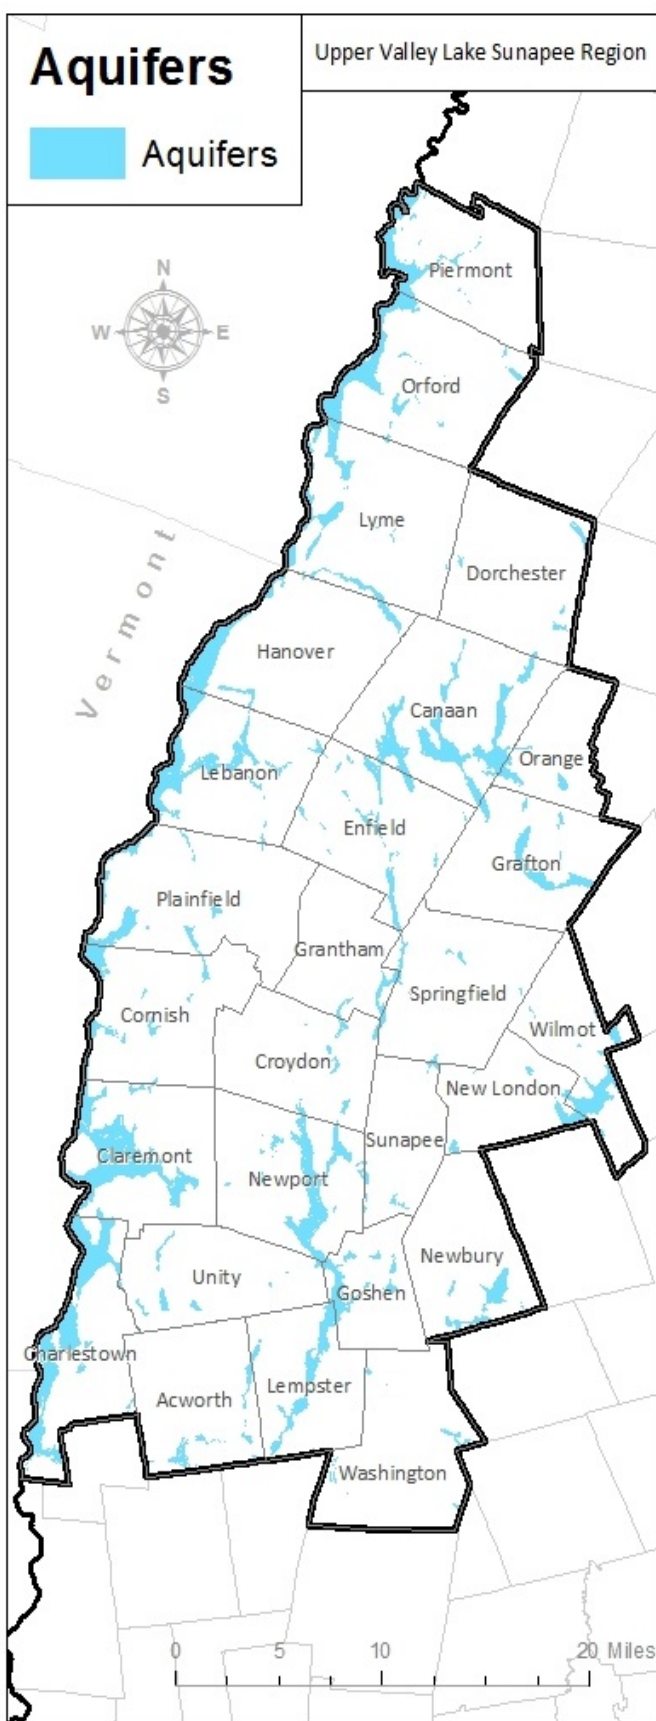 Aquifers
Upper Valley Lake Sunapee Region
Aquifers
N
W E
S
Vermont
Piermont
Orford
Lyme
Dorchester
Hanover
Canaan
Orange
Lebanon
Enfield
Grafton
Plainfield
Grantham
Springfield
Cornish
Wilmot
Croydon
New London
Sunapee
Claremont
Newport
Newbury
Unity
Goshen
Charlestown
Lempster
Acworth
Washington
0 5 10 20 Miles